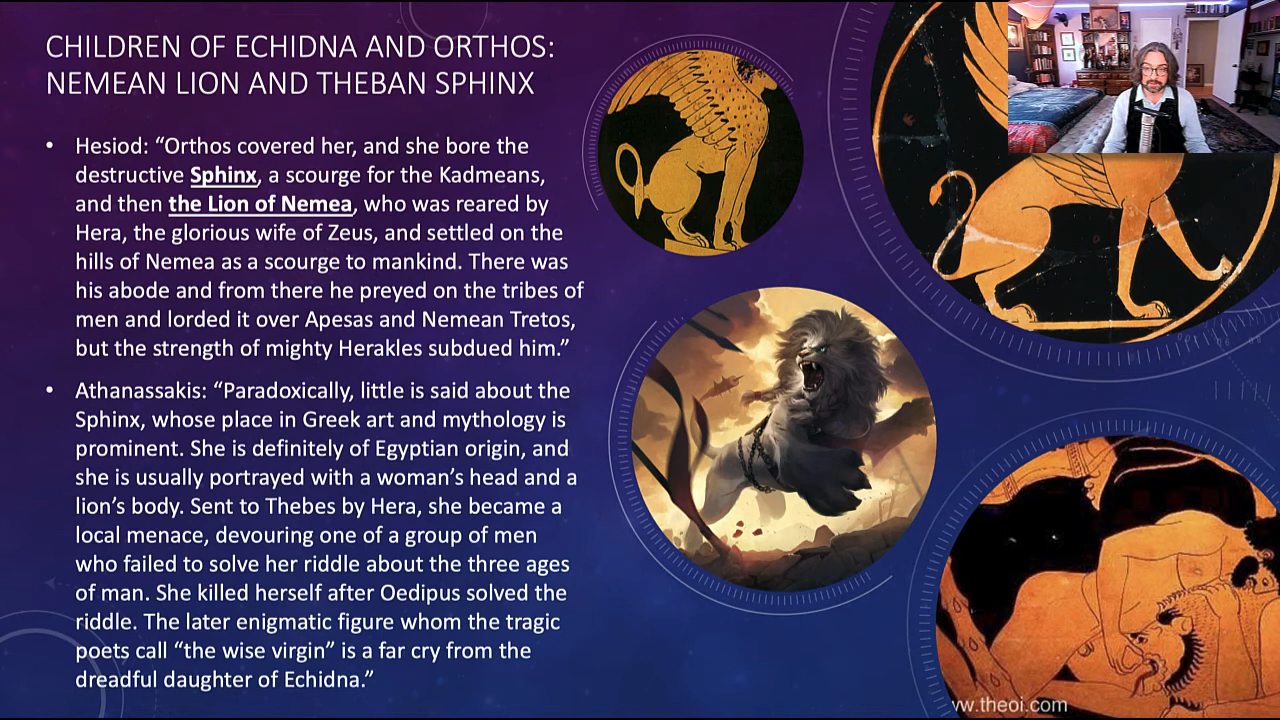 CHILDREN OF ECHIDNA AND ORTHOS:
NEMEAN LION AND THEBAN SPHINX
• Hesiod: “Orthos covered her, and she bore the
destructive Sphinx, a scourge for the Kadmeans,
and then the Lion of Nemea, who was reared by
Hera, the glorious wife of Zeus, and settled on the
hills of Nemea as a scourge to mankind. There was
his abode and from there he preyed on the tribes of
men and lorded it over Apesas and Nemean Tretos,
but the strength of mighty Herakles subdued him.”
• Athanassakis: “Paradoxically, little is said about the
Sphinx, whose place in Greek art and mythology is
prominent. She is definitely of Egyptian origin, and
she is usually portrayed with a woman’s head and a
lion’s body. Sent to Thebes by Hera, she became a
local menace, devouring one of a group of men
who failed to solve her riddle about the three ages
of man. She killed herself after Oedipus solved the
riddle. The later enigmatic figure whom the tragic
poets call “the wise virgin” is a far cry from the
dreadful daughter of Echidna.”
vw.theoi.com